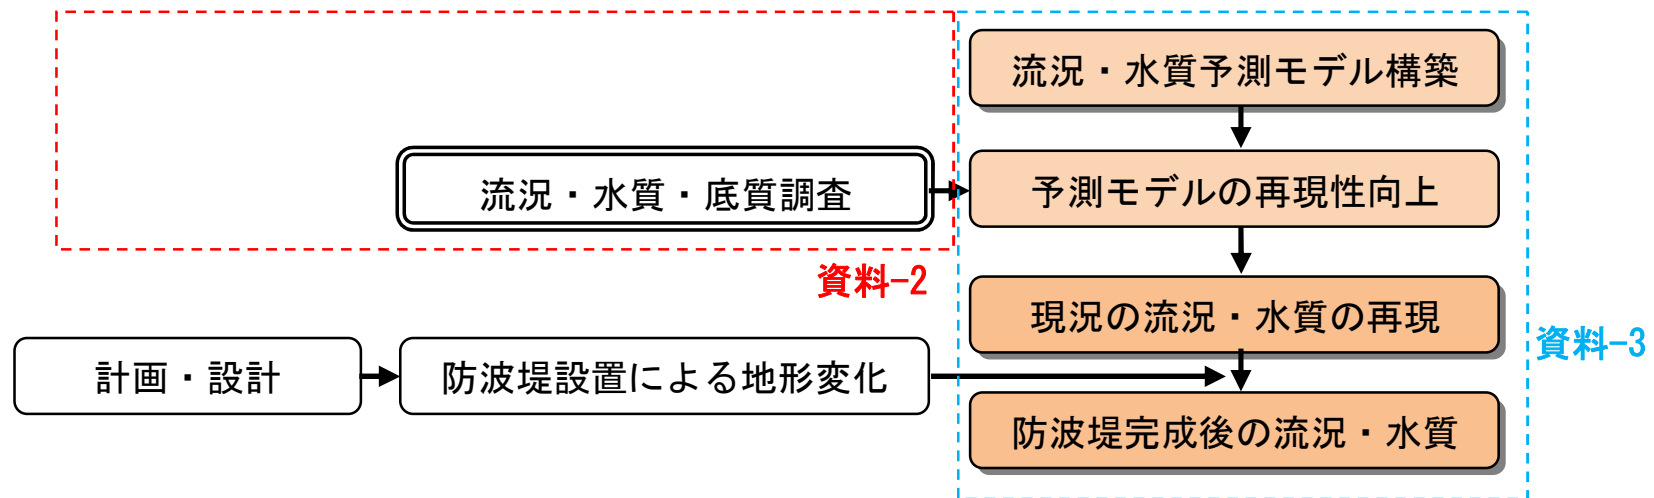 流況・水質予測モデル構築
流況・水質・底質調査
予測モデルの再現性向上
資料-2
現況の流況・水質の再現
資料-3
計画・設計
防波堤設置による地形変化
防波堤完成後の流況・水質